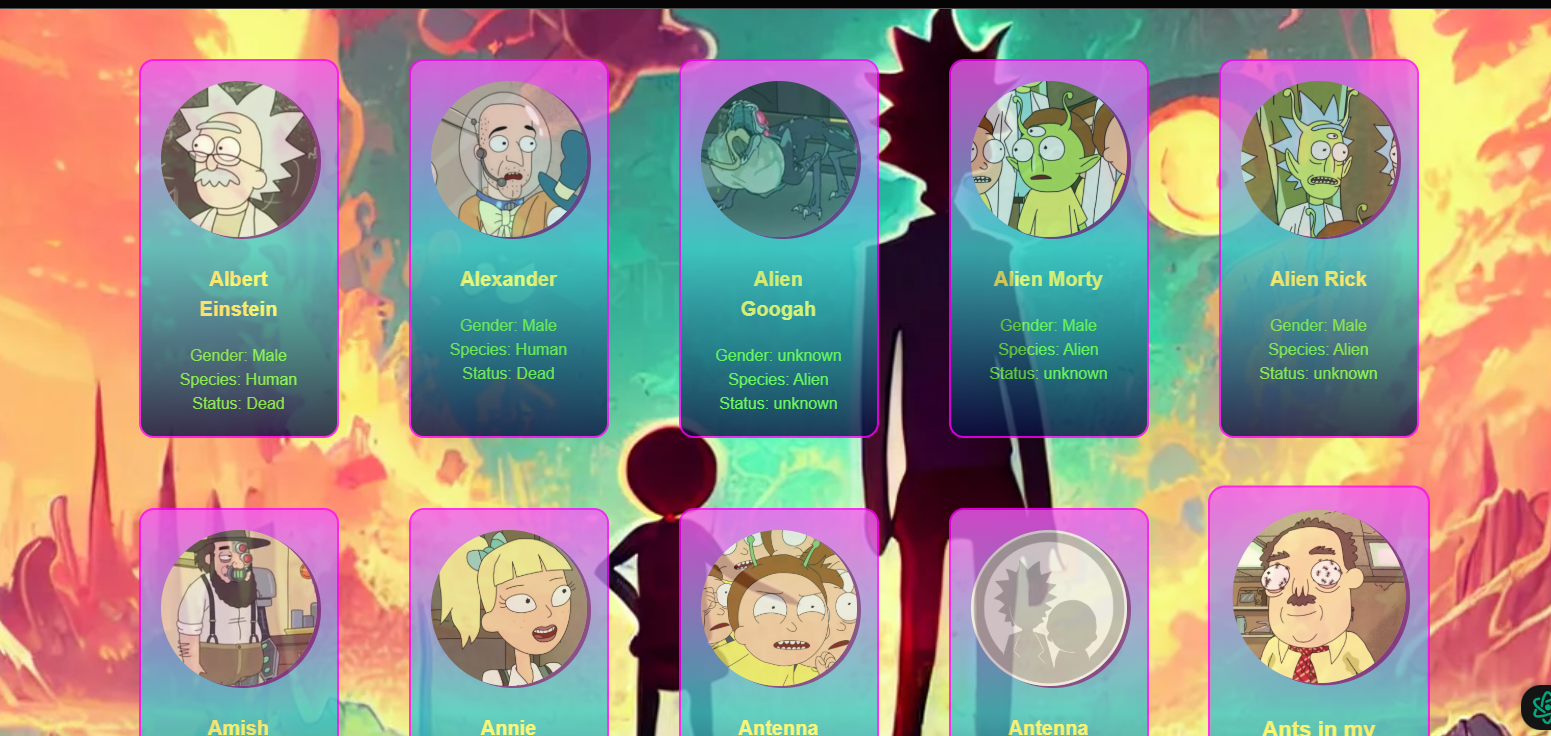 Albert
Einstein
Gender: Male
Species: Human
Status: Dead
Alexander
Gender: Male
Species: Human
Status: Dead
Alien
Googah
Gender: unknown
Species: Alien
Status: unknown
Alien Morty
Gender: Male
Species: Alien
Status: unknown
Alien Rick
Gender: Male
Species: Alien
Status: unknown
Amish
Annie
Antenna
Antenna
Ants in my